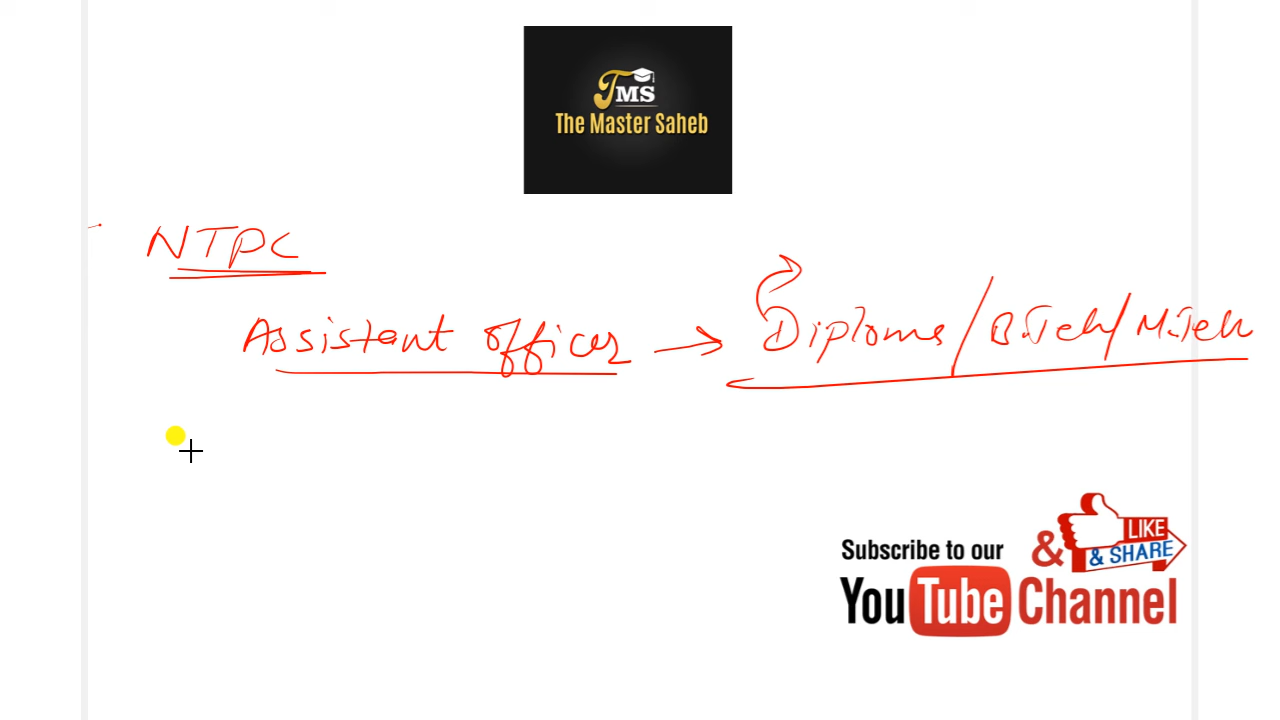 TMS
The Master Saheb
NTPC
Assistant officer → Diploma/B.Tech/M.Tech
LIKE
Subscribe to our & & SHARE
YouTube Channel